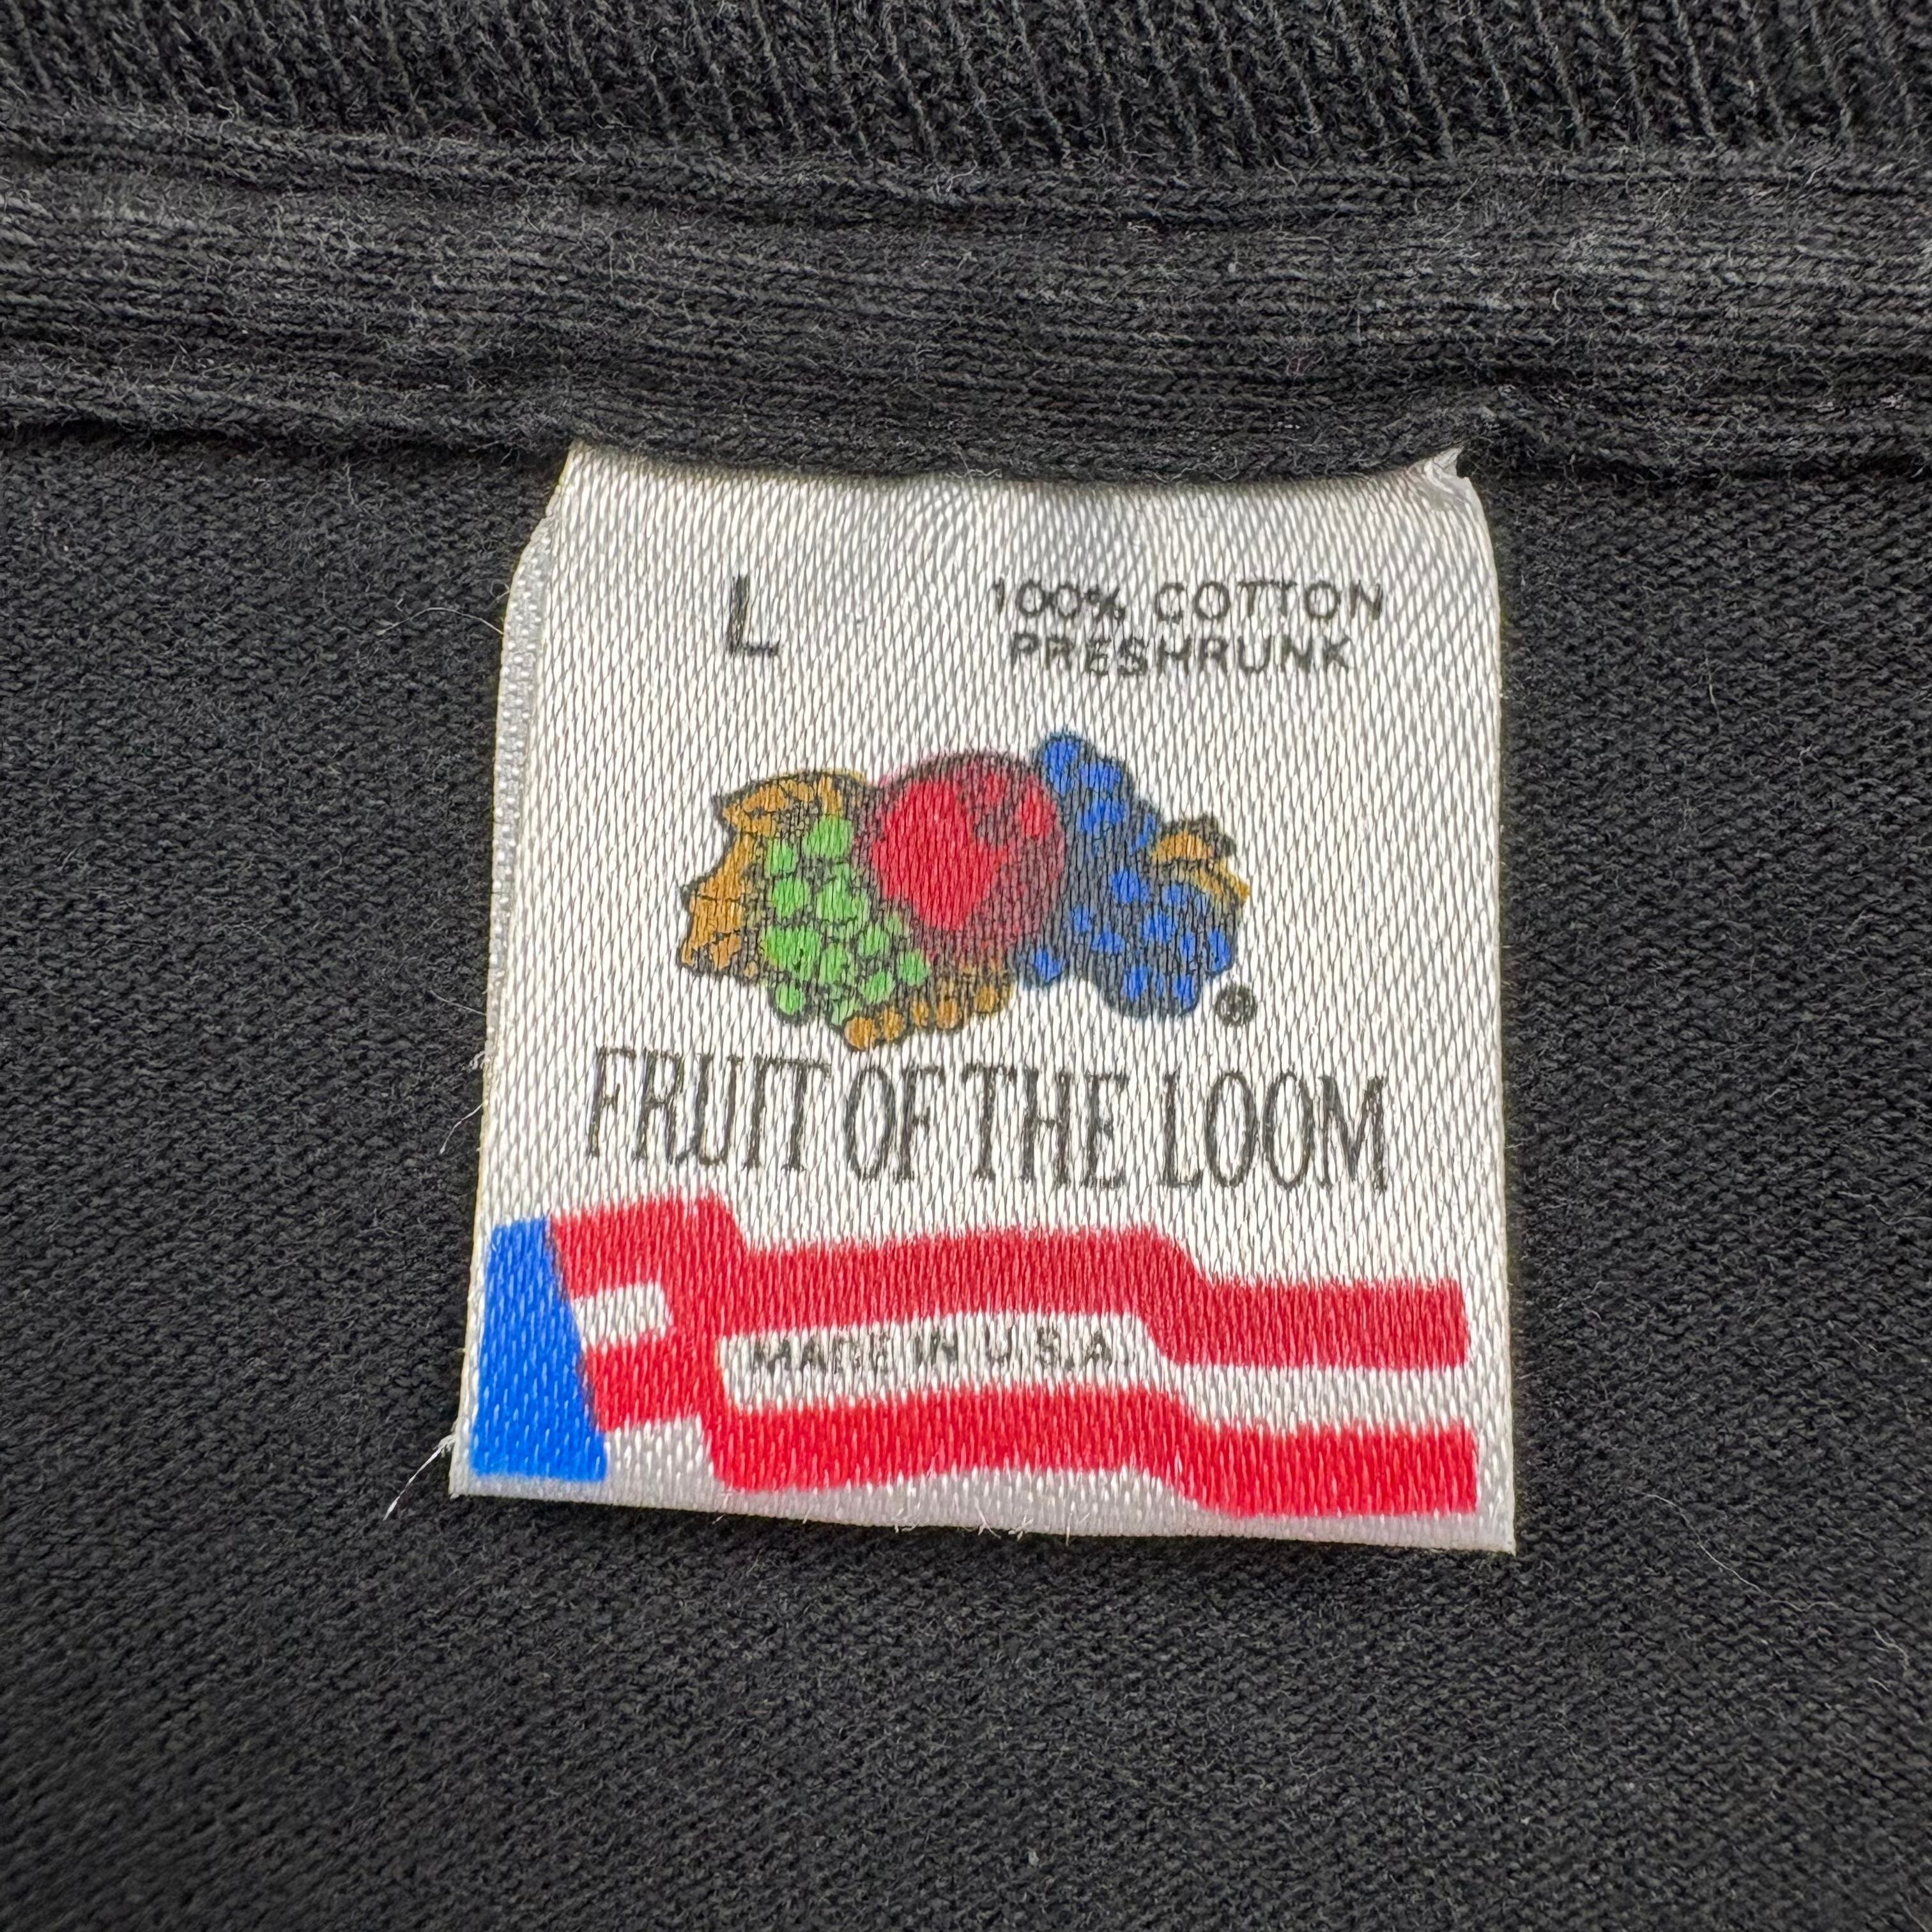 L
100% COTTON
PRESHRUNK
®
FRUIT OF THE LOOM
MADE IN U.S.A.